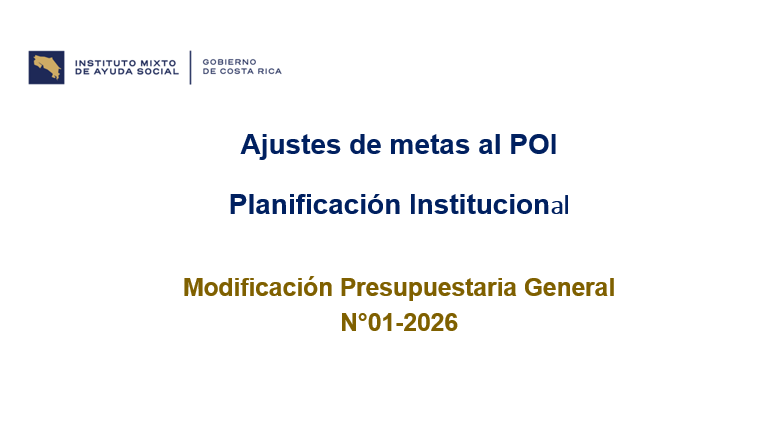 INSTITUTO MIXTO
DE AYUDA SOCIAL
GOBIERNO
DE COSTA RICA
Ajustes de metas al POI
Planificación Institucional
Modificación Presupuestaria General
N°01-2026